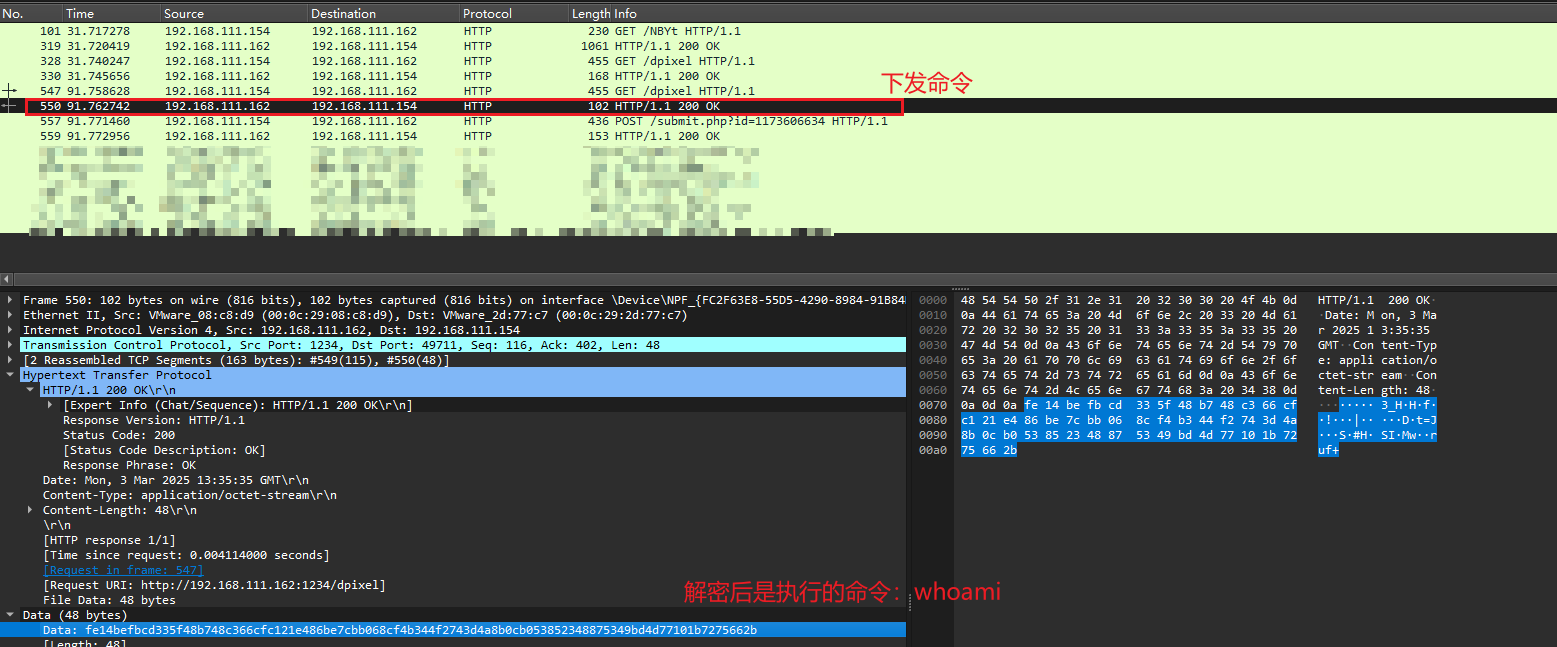 No. Time Source Destination Protocol Length Info
101 31.717278 192.168.111.154 192.168.111.162 HTTP 230 GET /NBYt HTTP/1.1
319 31.720419 192.168.111.162 192.168.111.154 HTTP 1061 HTTP/1.1 200 OK
328 31.740247 192.168.111.154 192.168.111.162 HTTP 455 GET /dpixel HTTP/1.1
330 31.745656 192.168.111.162 192.168.111.154 HTTP 168 HTTP/1.1 200 OK
下发命令
547 91.758628 192.168.111.154 192.168.111.162 HTTP 455 GET /dpixel HTTP/1.1
550 91.762742 192.168.111.162 192.168.111.154 HTTP 102 HTTP/1.1 200 OK
557 91.771460 192.168.111.154 192.168.111.162 HTTP 436 POST /submit.php?id=1173606634 HTTP/1.1
559 91.772956 192.168.111.162 192.168.111.154 HTTP 153 HTTP/1.1 200 OK
Frame 550: 102 bytes on wire (816 bits), 102 bytes captured (816 bits) on interface \Device\NPF_{FC2F63E8-55D5-4290-8984-91B84
Ethernet II, Src: VMware_08:c8:d9 (00:0c:29:08:c8:d9), Dst: VMware_2d:77:c7 (00:0c:29:2d:77:c7)
Internet Protocol Version 4, Src: 192.168.111.162, Dst: 192.168.111.154
Transmission Control Protocol, Src Port: 1234, Dst Port: 49711, Seq: 116, Ack: 402, Len: 48
[2 Reassembled TCP Segments (163 bytes): #549(115), #550(48)]
Hypertext Transfer Protocol
HTTP/1.1 200 OK\r\n
[Expert Info (Chat/Sequence): HTTP/1.1 200 OK\r\n]
Response Version: HTTP/1.1
Status Code: 200
[Status Code Description: OK]
Response Phrase: OK
Date: Mon, 3 Mar 2025 13:35:35 GMT\r\n
Content-Type: application/octet-stream\r\n
Content-Length: 48\r\n
\r\n
[HTTP response 1/1]
[Time since request: 0.004114000 seconds]
[Request in frame: 547]
[Request URI: http://192.168.111.162:1234/dpixel]
File Data: 48 bytes
解密后是执行的命令：whoami
Data (48 bytes)
Data: fe14befbcd335f48b748c366cfc121e486be7cbb068cf4b344f2743d4a8b0cb053852348875349bd4d77101b7275662b
[Length: 48]
0000 48 54 54 50 2f 31 2e 31 20 32 30 30 20 4f 4b 0d HTTP/1.1 200 OK·
0010 0a 44 61 74 65 3a 20 4d 6f 6e 2c 20 33 20 4d 61 ·Date: M on, 3 Ma
0020 72 20 32 30 32 35 20 31 33 3a 33 35 3a 33 35 20 r 2025 1 3:35:35
0030 47 4d 54 0d 0a 43 6f 6e 74 65 6e 74 2d 54 79 70 GMT··Con tent-Typ
0040 65 3a 20 61 70 70 6c 69 63 61 74 69 6f 6e 2f 6f e: appli cation/o
0050 63 74 65 74 2d 73 74 72 65 61 6d 0d 0a 43 6f 6e ctet-str eam··Con
0060 74 65 6e 74 2d 4c 65 6e 67 74 68 3a 20 34 38 0d tent-Len gth: 48·
0070 0a 0d 0a fe 14 be fb cd 33 5f 48 b7 48 c3 66 cf ········ 3_H·H·f·
0080 c1 21 e4 86 be 7c bb 06 8c f4 b3 44 f2 74 3d 4a ·!···|·· ···D·t=J
0090 8b 0c b0 53 85 23 48 87 53 49 bd 4d 77 10 1b 72 ···S·#H· SI·Mw··r
00a0 75 66 2b uf+